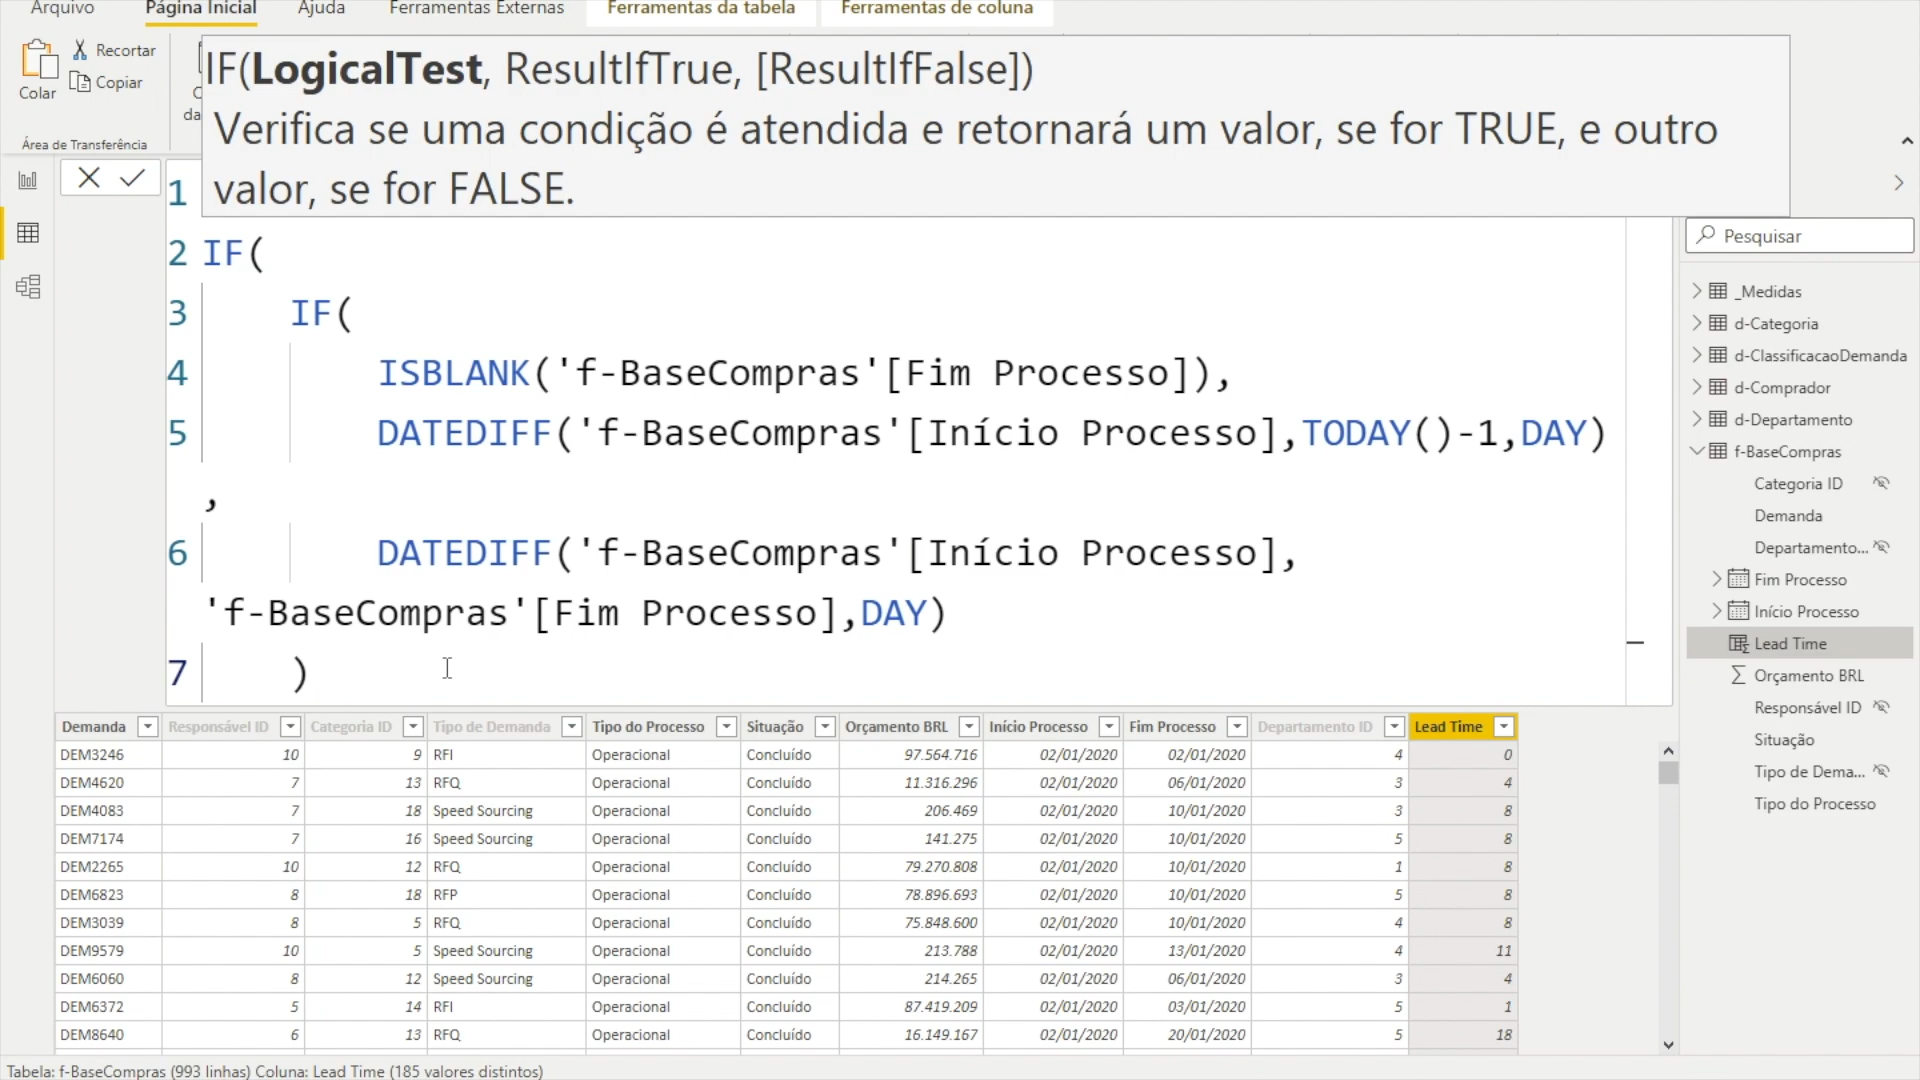 Arquivo Página Inicial Ajuda Ferramentas Externas Ferramentas da tabela Ferramentas de coluna
Colar Recortar
Copiar
Área de Transferência
IF(LogicalTest, ResultIfTrue, [ResultIfFalse])
Verifica se uma condição é atendida e retornará um valor, se for TRUE, e outro
valor, se for FALSE.
1
2 IF(
3 IF(
4 ISBLANK('f-BaseCompras'[Fim Processo]),
5 DATEDIFF('f-BaseCompras'[Início Processo],TODAY()-1,DAY)
,
6 DATEDIFF('f-BaseCompras'[Início Processo],
'f-BaseCompras'[Fim Processo],DAY)
7 )
Pesquisar
_Medidas
d-Categoria
d-ClassificacaoDemanda
d-Comprador
d-Departamento
f-BaseCompras
Categoria ID
Demanda
Departamento...
Fim Processo
Início Processo
Lead Time
Orçamento BRL
Responsável ID
Situação
Tipo de Dema...
Tipo do Processo
Demanda Responsável ID Categoria ID Tipo de Demanda Tipo do Processo Situação Orçamento BRL Início Processo Fim Processo Departamento ID Lead Time
DEM3246 10 9 RFI Operacional Concluído 97.564.716 02/01/2020 02/01/2020 4 0
DEM4620 7 13 RFQ Operacional Concluído 11.316.296 02/01/2020 06/01/2020 3 4
DEM4083 7 18 Speed Sourcing Operacional Concluído 206.469 02/01/2020 10/01/2020 3 8
DEM7174 7 16 Speed Sourcing Operacional Concluído 141.275 02/01/2020 10/01/2020 5 8
DEM2265 10 12 RFQ Operacional Concluído 79.270.808 02/01/2020 10/01/2020 1 8
DEM6823 8 18 RFP Operacional Concluído 78.896.693 02/01/2020 10/01/2020 5 8
DEM3039 8 5 RFQ Operacional Concluído 75.848.600 02/01/2020 10/01/2020 4 8
DEM9579 10 5 Speed Sourcing Operacional Concluído 213.788 02/01/2020 13/01/2020 4 11
DEM6060 8 12 Speed Sourcing Operacional Concluído 214.265 02/01/2020 06/01/2020 3 4
DEM6372 5 14 RFI Operacional Concluído 87.419.209 02/01/2020 03/01/2020 5 1
DEM8640 6 13 RFQ Operacional Concluído 16.149.167 02/01/2020 20/01/2020 5 18
Tabela: f-BaseCompras (993 linhas) Coluna: Lead Time (185 valores distintos)